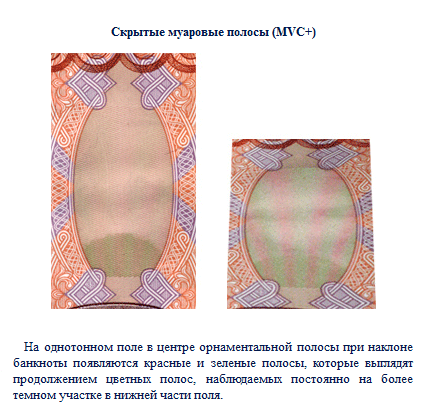 Скрытые муаровые полосы (MVC+)
На однотонном поле в центре орнаментальной полосы при наклоне
банкноты появляются красные и зеленые полосы, которые выглядят
продолжением цветных полос, наблюдаемых постоянно на более
темном участке в нижней части поля.